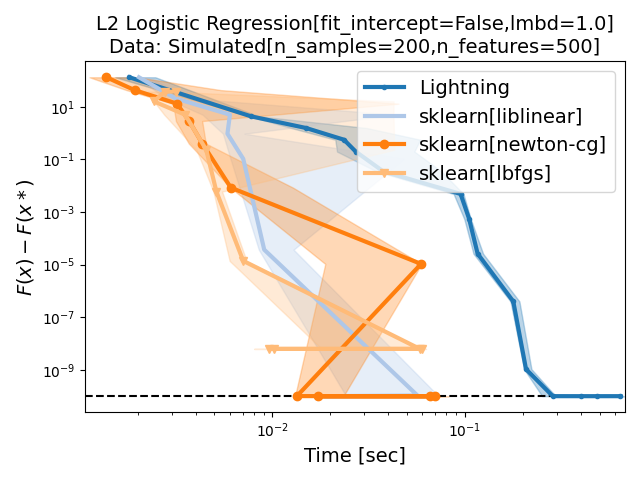 L2 Logistic Regression[fit_intercept=False,lmbd=1.0]
Data: Simulated[n_samples=200,n_features=500]
Lightning
sklearn[liblinear]
sklearn[newton-cg]
sklearn[lbfgs]
F(x) − F(x*)
10¹
10⁻¹
10⁻³
10⁻⁵
10⁻⁷
10⁻⁹
10⁻²
10⁻¹
Time [sec]